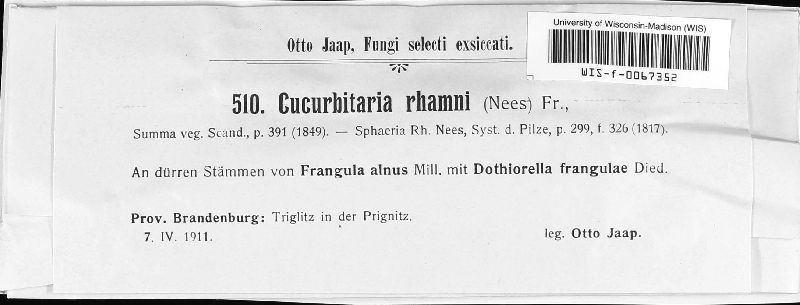 University of Wisconsin-Madison (WIS)
WIS-f-0067352
Otto Jaap, Fungi selecti exsiccati.
510. Cucurbitaria rhamni (Nees) Fr.,
Summa veg. Scand., p. 391 (1849). — Sphaeria Rh. Nees, Syst. d. Pilze, p. 299, f. 326 (1817).
An dürren Stämmen von Frangula alnus Mill. mit Dothiorella frangulae Died.
Prov. Brandenburg: Triglitz in der Prignitz.
7. IV. 1911. leg. Otto Jaap.